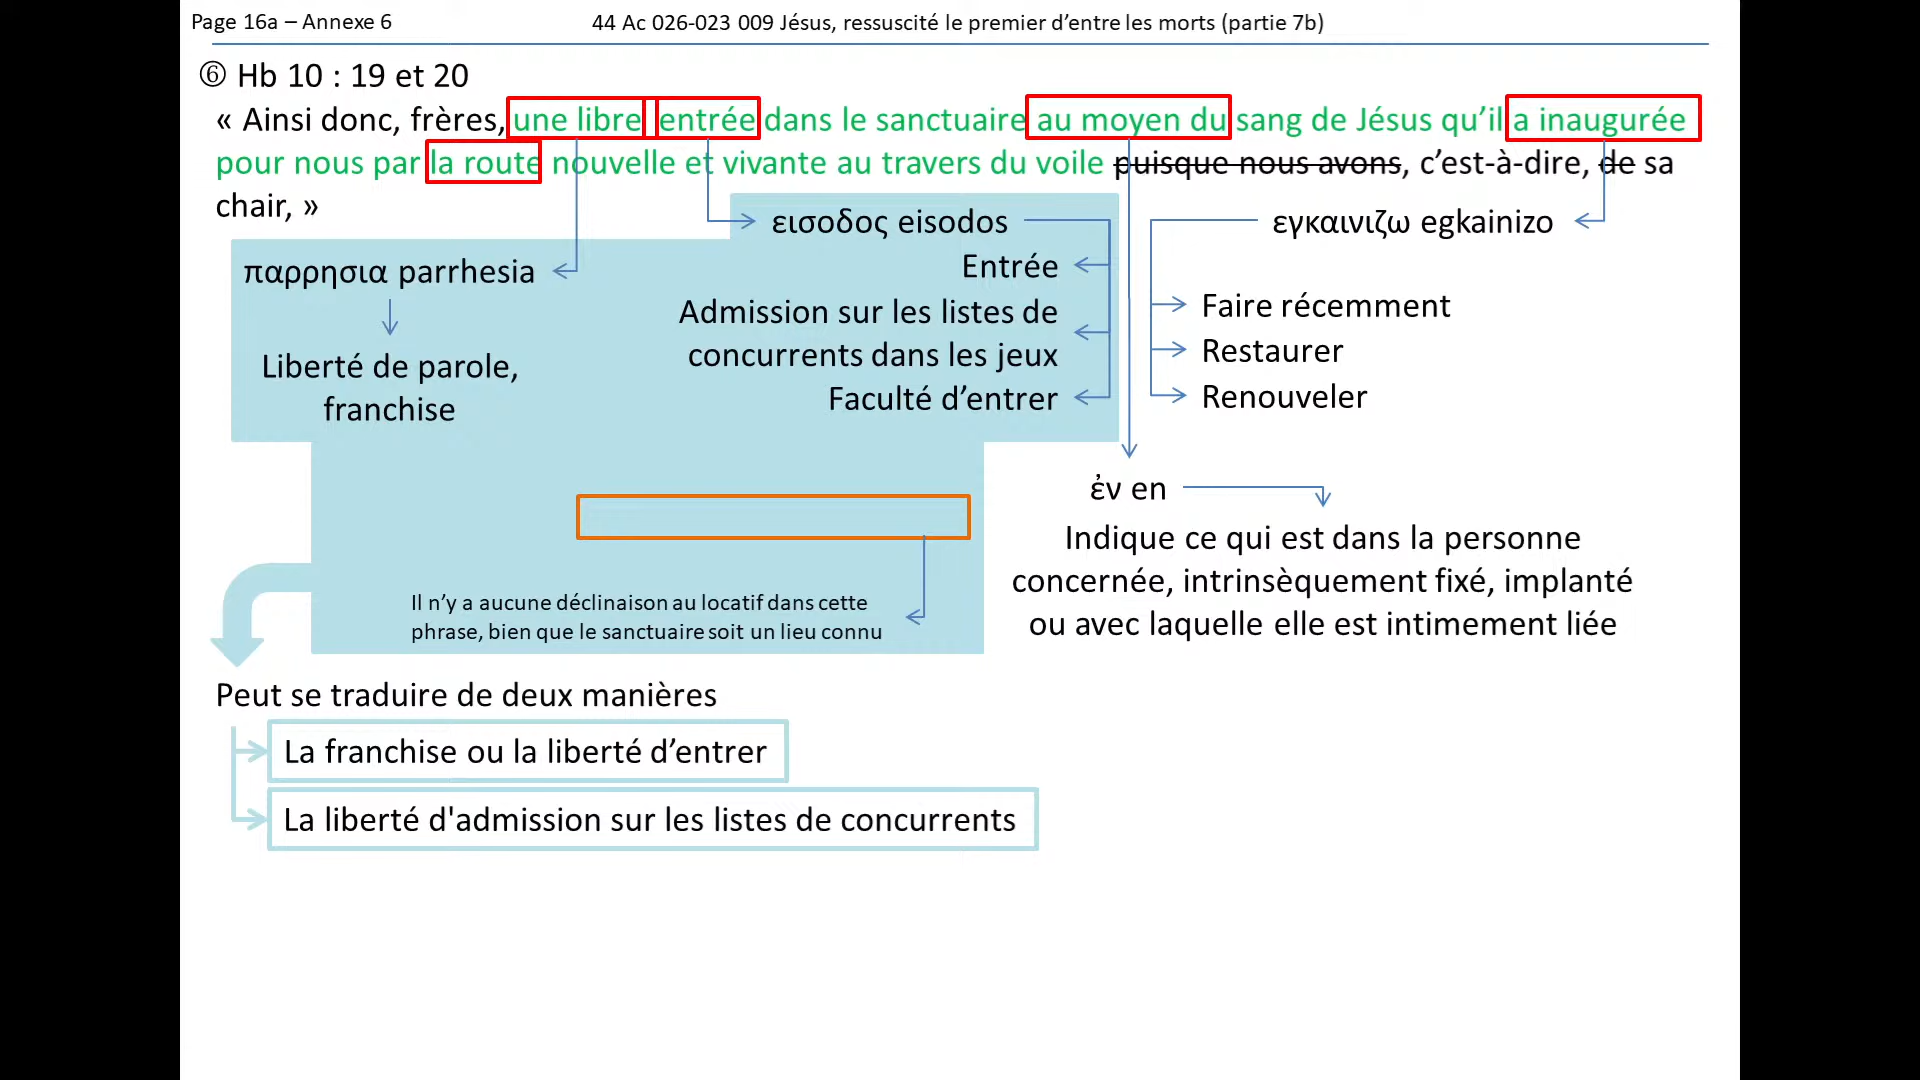 Page 16a – Annexe 6
44 Ac 026-023 009 Jésus, ressuscité le premier d’entre les morts (partie 7b)
⑥ Hb 10 : 19 et 20
« Ainsi donc, frères, une libre entrée dans le sanctuaire au moyen du sang de Jésus qu’il a inaugurée
pour nous par la route nouvelle et vivante au travers du voile puisque nous avons, c’est-à-dire, de sa
chair, »
παρρησια parrhesia
Liberté de parole,
franchise
εισοδος eisodos
Entrée
Admission sur les listes de
concurrents dans les jeux
Faculté d’entrer
εγκαινιζω egkainizo
Faire récemment
Restaurer
Renouveler
ἐν en
Indique ce qui est dans la personne
concernée, intrinsèquement fixé, implanté
ou avec laquelle elle est intimement liée
Il n’y a aucune déclinaison au locatif dans cette
phrase, bien que le sanctuaire soit un lieu connu
Peut se traduire de deux manières
La franchise ou la liberté d’entrer
La liberté d'admission sur les listes de concurrents